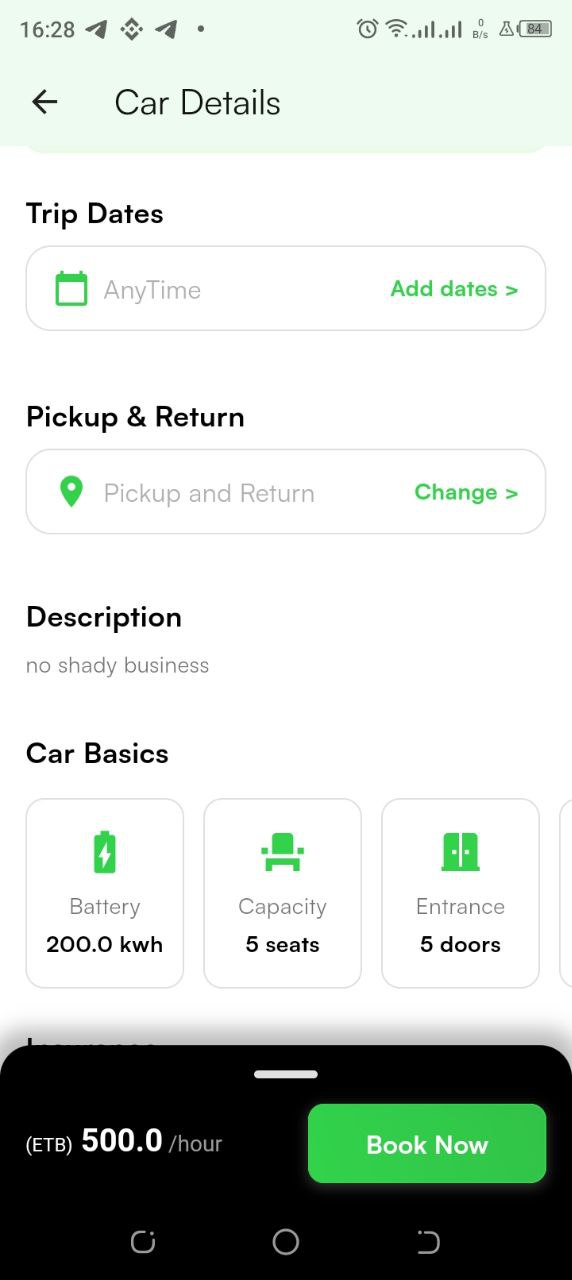 16:28
0
B/s
84
Car Details
Trip Dates
AnyTime
Add dates >
Pickup & Return
Pickup and Return
Change >
Description
no shady business
Car Basics
Battery
200.0 kwh
Capacity
5 seats
Entrance
5 doors
(ETB) 500.0 /hour
Book Now